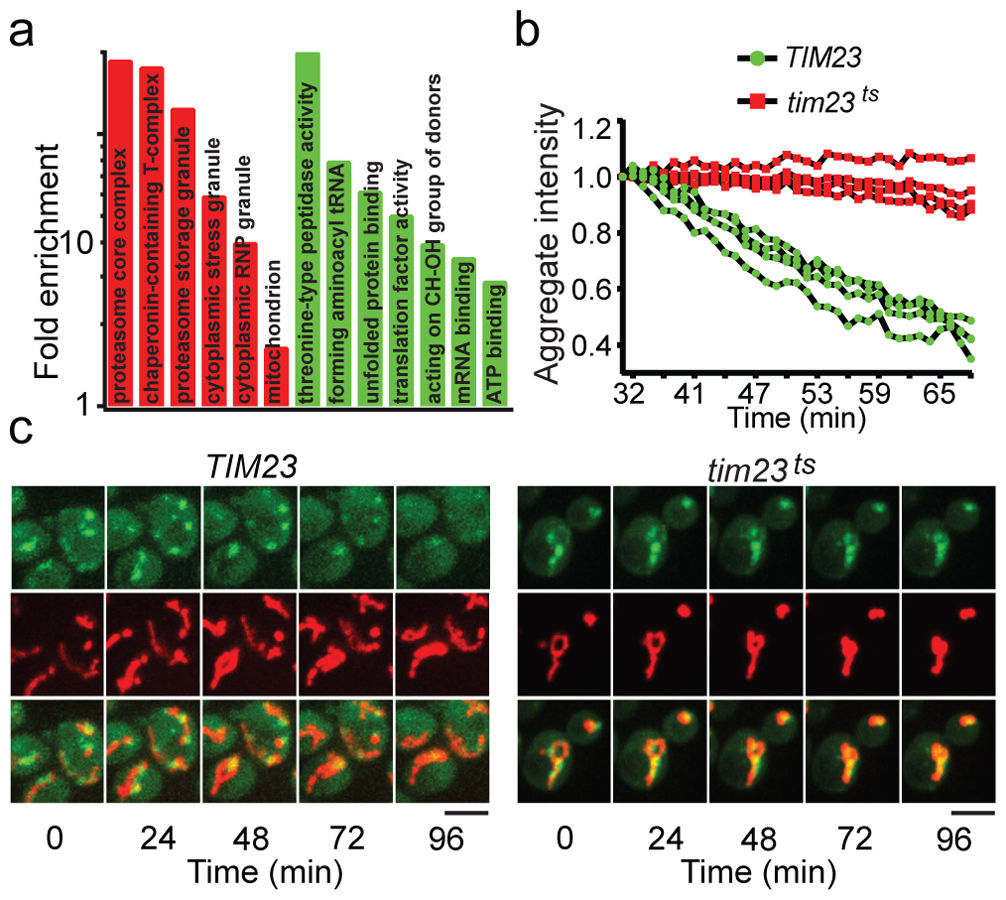 a
Fold enrichment
10
1
proteasome core complex
chaperonin-containing T-complex
proteasome storage granule
cytoplasmic stress granule
cytoplasmic RNP granule
mitochondrion
threonine-type peptidase activity
forming aminoacyl tRNA
unfolded protein binding
translation factor activity
acting on CH-OH group of donors
mRNA binding
ATP binding
b
TIM23
tim23 ts
Aggregate intensity
1.2
1.0
0.8
0.6
0.4
32 41 47 53 59 65
Time (min)
c
TIM23
0 24 48 72 96
Time (min)
tim23 ts
0 24 48 72 96
Time (min)